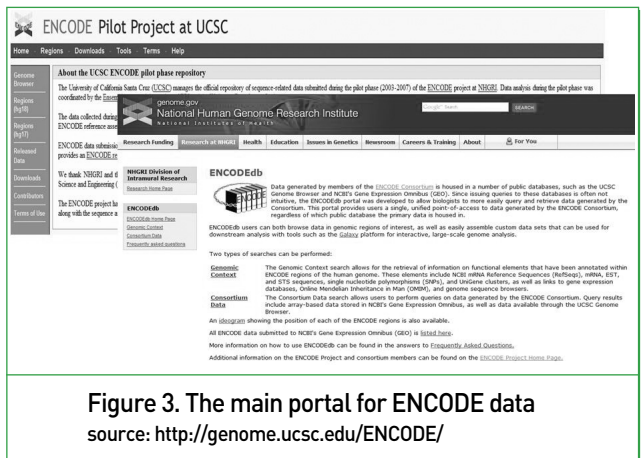 ENCODE Pilot Project at UCSC
Home Regions Downloads Tools Terms Help
Genome
Browser
Regions
(hg18)
Regions
(hg17)
Released
Data
Downloads
Contributors
Terms of Use
About the UCSC ENCODE pilot phase repository
The University of California Santa Cruz (UCSC) manages the official repository of sequence-related data submitted during the pilot phase (2003-2007) of the ENCODE project at NHGRI. Data analysis during the pilot phase was
coordinated by the Ensem
The data collected during
ENCODE reference asse
ENCODE data submissio
provides an ENCODE re
We thank NHGRI and t
Science and Engineering (
The ENCODE project ha
along with the sequence a
genome.gov
National Human Genome Research Institute
National Institutes of Health
Google Search
SEARCH
Research Funding Research at NHGRI Health Education Issues in Genetics Newsroom Careers & Training About For You
NHGRI Division of
Intramural Research
Research Home Page
ENCODEdb
ENCODEdb Home Page
Genomic Context
Consortium Data
Frequently asked questions
ENCODEdb
Data generated by members of the ENCODE Consortium is housed in a number of public databases, such as the UCSC
Genome Browser and NCBI's Gene Expression Omnibus (GEO). Since issuing queries to these databases is often not
intuitive, the ENCODEdb portal was developed to allow biologists to more easily query and retrieve data generated by the
Consortium. This portal provides users a single, unified point-of-access to data generated by the ENCODE Consortium,
regardless of which public database the primary data is housed in.
ENCODEdb users can both browse data in genomic regions of interest, as well as easily assemble custom data sets that can be used for
downstream analysis with tools such as the Galaxy platform for interactive, large-scale genome analysis.
Two types of searches can be performed:
Genomic Context The Genomic Context search allows for the retrieval of information on functional elements that have been annotated within
ENCODE regions of the human genome. These elements include NCBI mRNA Reference Sequences (RefSeqs), mRNA, EST,
and STS sequences, single nucleotide polymorphisms (SNPs), and UniGene clusters, as well as links to gene expression
databases, Online Mendelian Inheritance in Man (OMIM), and genome sequence browsers.
Consortium Data The Consortium Data search allows users to perform queries on data generated by the ENCODE Consortium. Query results
include array-based data stored in NCBI's Gene Expression Omnibus, as well as data available through the UCSC Genome
Browser.
An ideogram showing the position of each of the ENCODE regions is also available.
All ENCODE data submitted to NCBI's Gene Expression Omnibus (GEO) is listed here.
More information on how to use ENCODEdb can be found in the answers to Frequently Asked Questions.
Additional information on the ENCODE Project and consortium members can be found on the ENCODE Project Home Page.
Figure 3. The main portal for ENCODE data
source: http://genome.ucsc.edu/ENCODE/